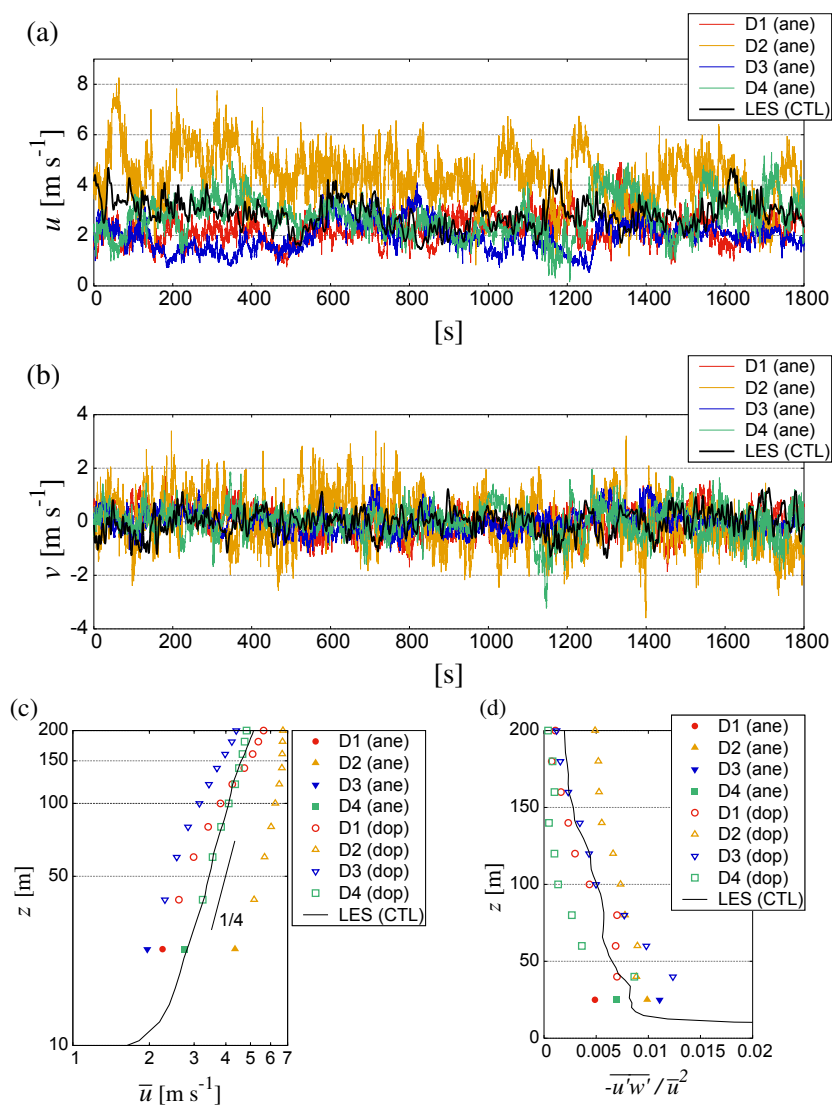 (a)
D1 (ane)
D2 (ane)
D3 (ane)
D4 (ane)
LES (CTL)
u [m s⁻¹]
8
6
4
2
0
0 200 400 600 800 1000 1200 1400 1600 1800
[s]
(b)
D1 (ane)
D2 (ane)
D3 (ane)
D4 (ane)
LES (CTL)
v [m s⁻¹]
4
2
0
-2
-4
0 200 400 600 800 1000 1200 1400 1600 1800
[s]
(c)
z [m]
200
150
100
50
10
1/4
1 2 3 4 5 6 7
u̅ [m s⁻¹]
D1 (ane)
D2 (ane)
D3 (ane)
D4 (ane)
D1 (dop)
D2 (dop)
D3 (dop)
D4 (dop)
LES (CTL)
(d)
z [m]
200
150
100
50
0
0 0.005 0.01 0.015 0.02
-u'w'̅/u̅²
D1 (ane)
D2 (ane)
D3 (ane)
D4 (ane)
D1 (dop)
D2 (dop)
D3 (dop)
D4 (dop)
LES (CTL)